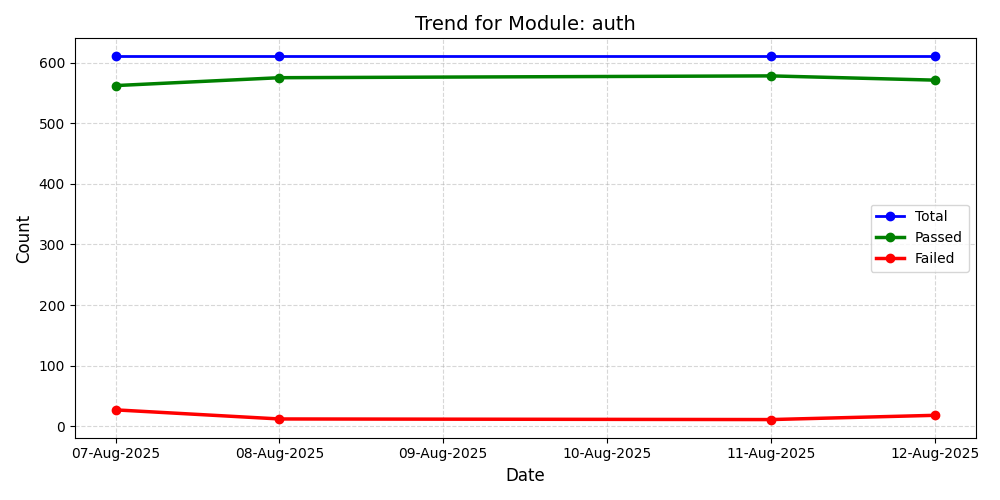 Trend for Module: auth
600
500
400
300
200
100
0
Count
Total
Passed
Failed
07-Aug-2025
08-Aug-2025
09-Aug-2025
10-Aug-2025
11-Aug-2025
12-Aug-2025
Date